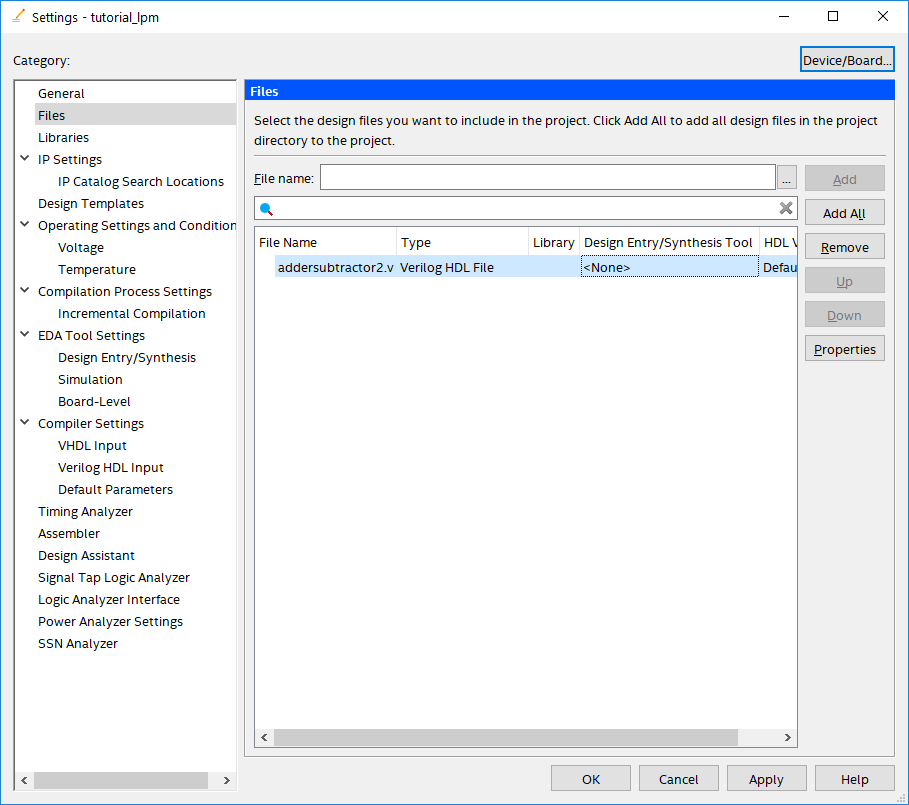 Settings - tutorial_lpm
Category:
Device/Board...
General
Files
Libraries
IP Settings
IP Catalog Search Locations
Design Templates
Operating Settings and Condition
Voltage
Temperature
Compilation Process Settings
Incremental Compilation
EDA Tool Settings
Design Entry/Synthesis
Simulation
Board-Level
Compiler Settings
VHDL Input
Verilog HDL Input
Default Parameters
Timing Analyzer
Assembler
Design Assistant
Signal Tap Logic Analyzer
Logic Analyzer Interface
Power Analyzer Settings
SSN Analyzer
Files
Select the design files you want to include in the project. Click Add All to add all design files in the project
directory to the project.
File name:
...
Add
Add All
Remove
Up
Down
Properties
File Name Type Library Design Entry/Synthesis Tool HDL V
addersubtractor2.v Verilog HDL File <None> Defau
OK Cancel Apply Help